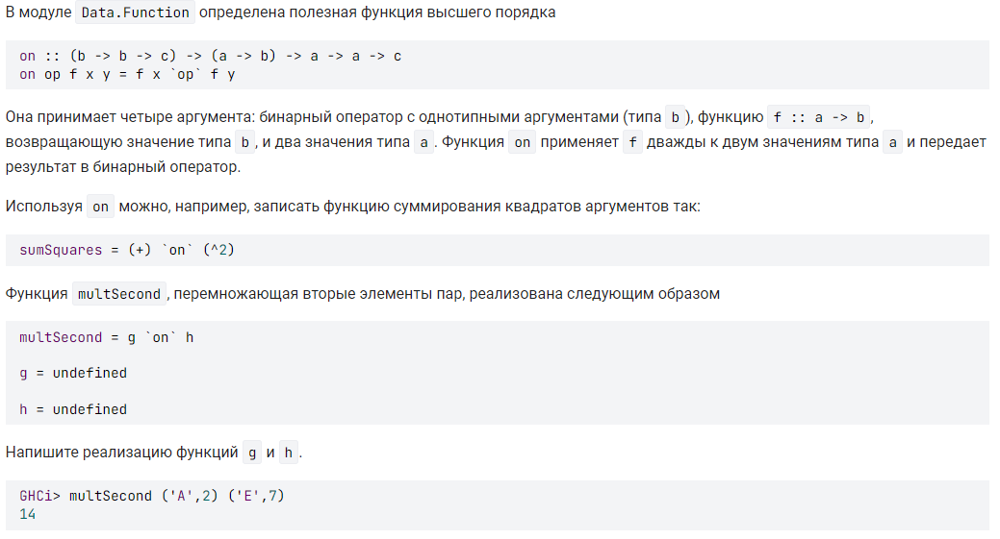 В модуле Data.Function определена полезная функция высшего порядка
on :: (b -> b -> c) -> (a -> b) -> a -> a -> c
on op f x y = f x `op` f y
Она принимает четыре аргумента: бинарный оператор с однотипными аргументами (типа b), функцию f :: a -> b,
возвращающую значение типа b, и два значения типа a. Функция on применяет f дважды к двум значениям типа a и передает
результат в бинарный оператор.
Используя on можно, например, записать функцию суммирования квадратов аргументов так:
sumSquares = (+) `on` (^2)
Функция multSecond, перемножающая вторые элементы пар, реализована следующим образом
multSecond = g `on` h
g = undefined
h = undefined
Напишите реализацию функций g и h.
GHCi> multSecond ('A',2) ('E',7)
14